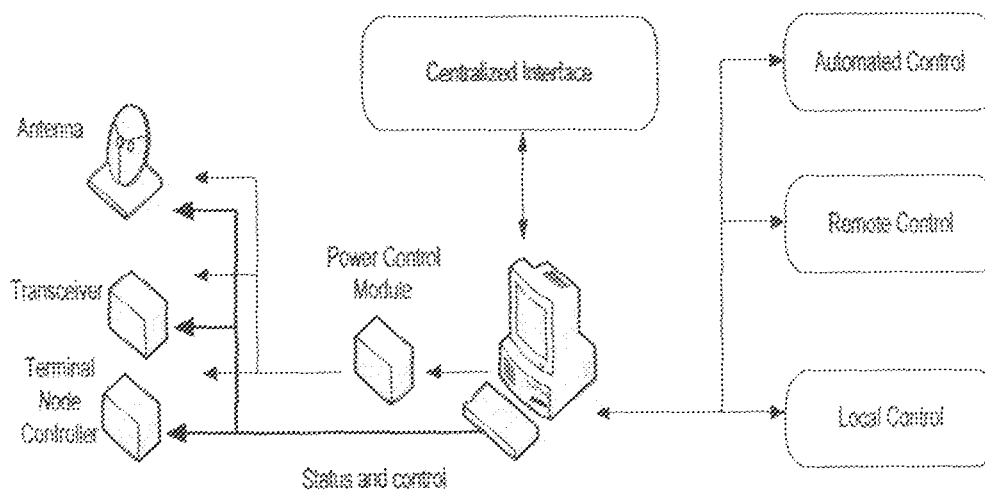 Centralized Interface
Automated Control
Antenna
Remote Control
Power Control
Module
Transceiver
Terminal
Node
Controller
Local Control
Status and control